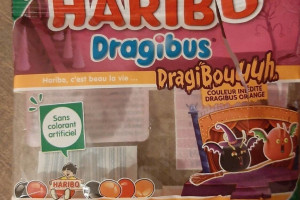 HARIBO
Dragibus
Haribo, c'est beau la vie ...
DragiBouuuh.
COULEUR INÉDITE
DRAGIBUS ORANGE
Sans
colorant
artificiel
HARIBO